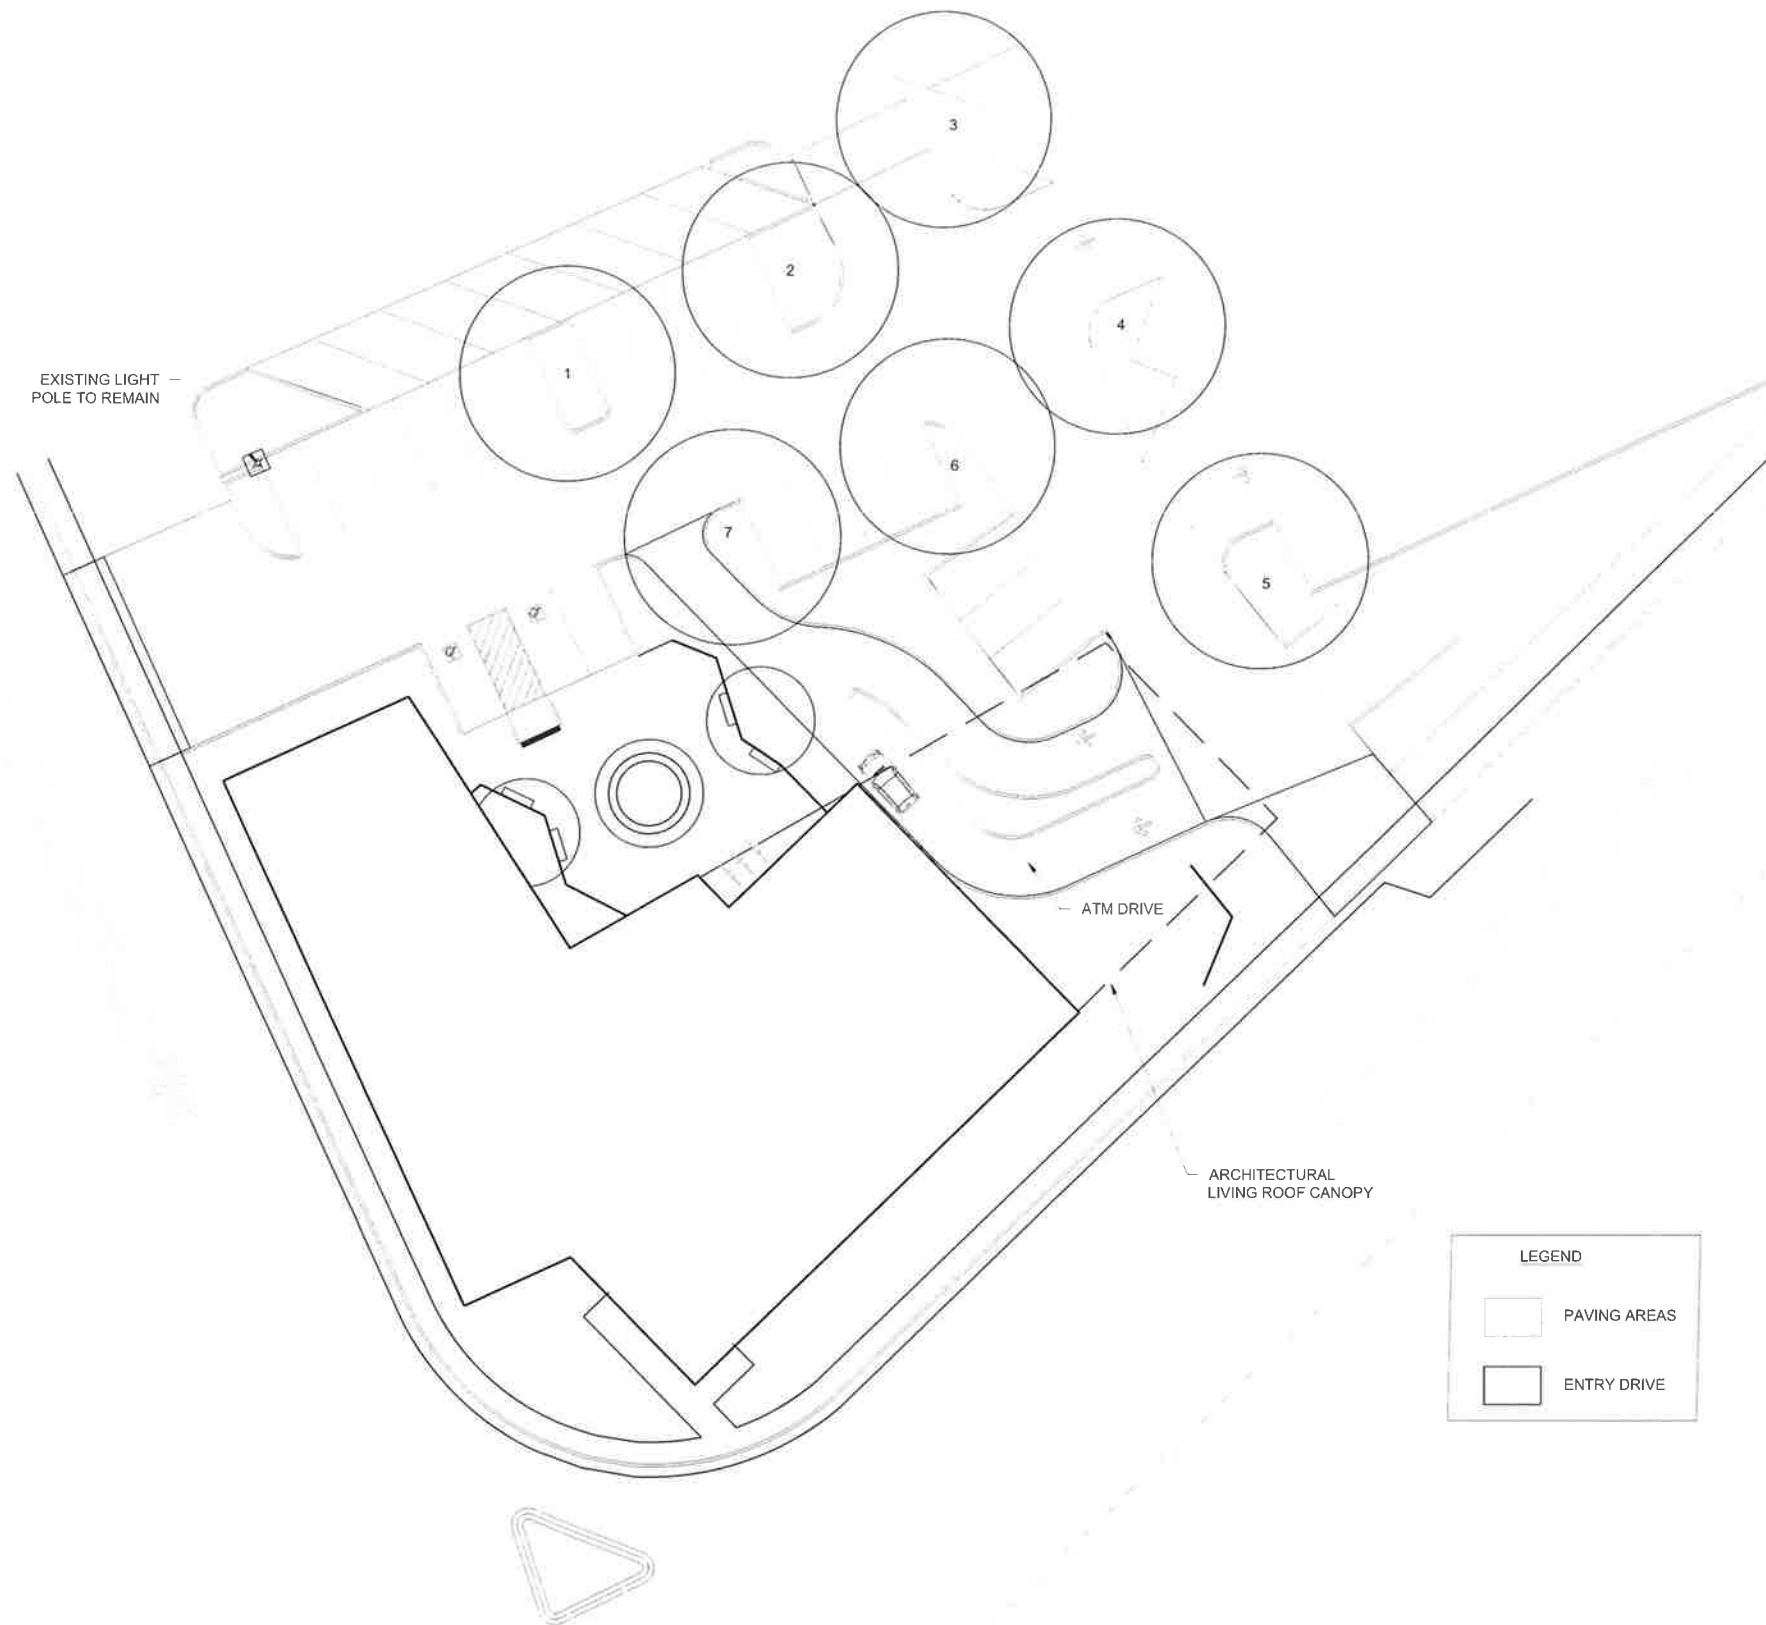 3
2
4
1
EXISTING LIGHT
POLE TO REMAIN
6
7
5
ATM DRIVE
ARCHITECTURAL
LIVING ROOF CANOPY
LEGEND
PAVING AREAS
ENTRY DRIVE